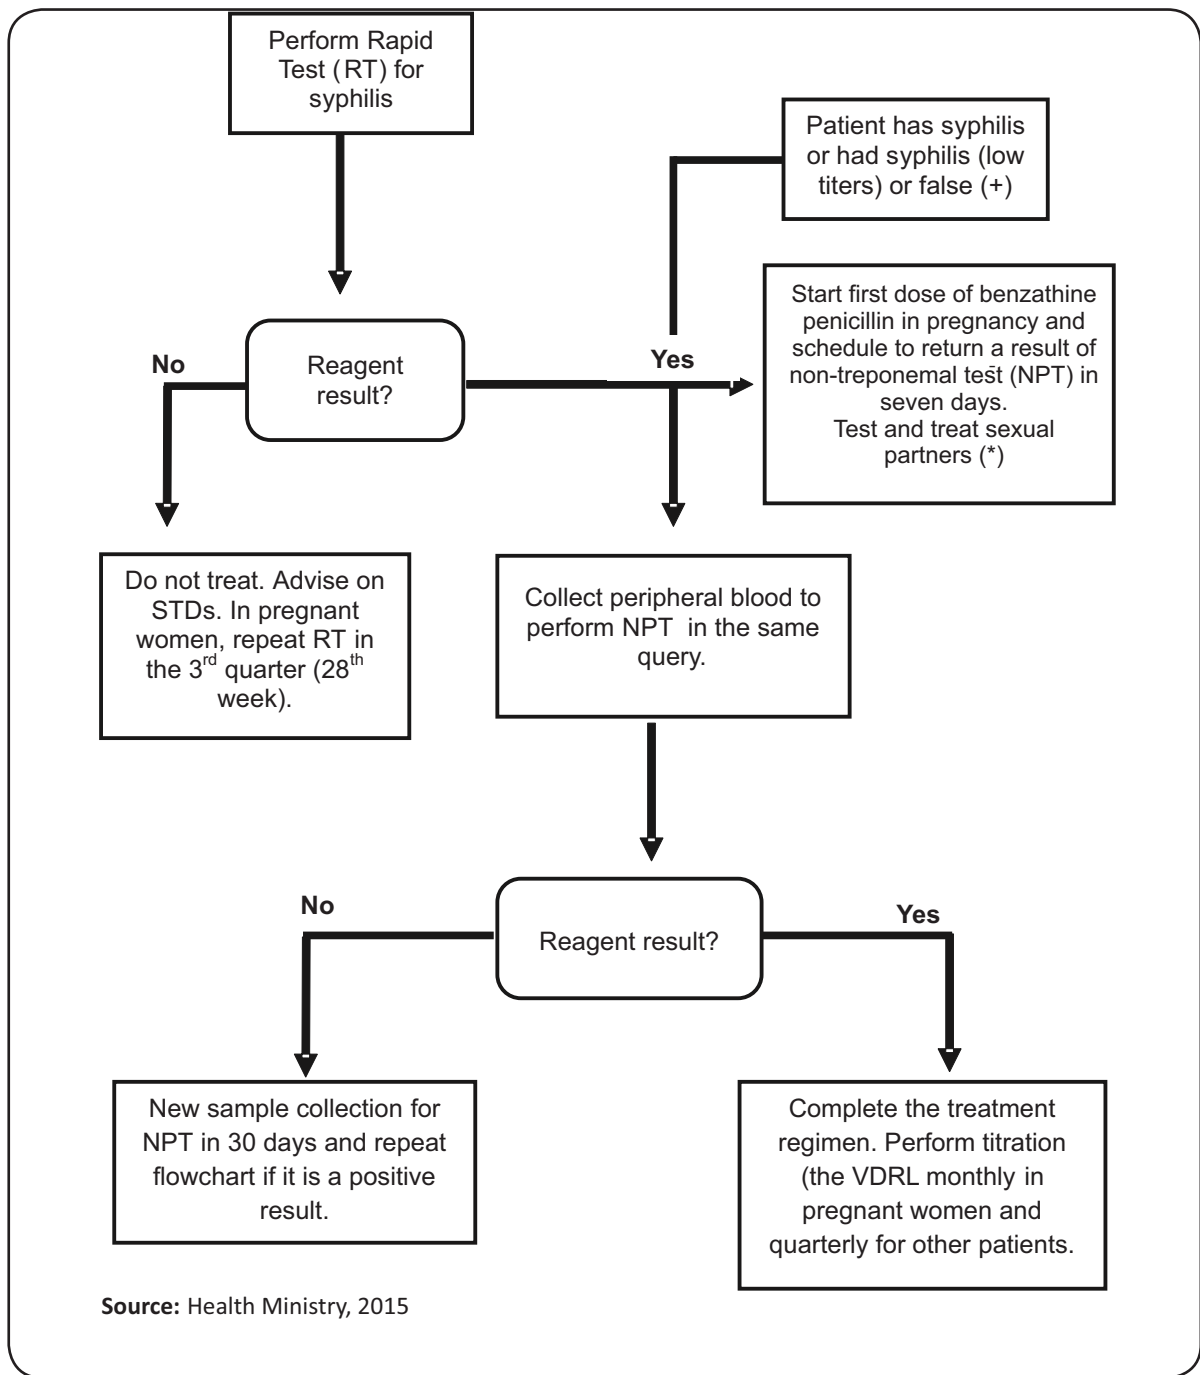 Perform Rapid
Test (RT) for
syphilis
Patient has syphilis
or had syphilis (low
titers) or false (+)
Start first dose of benzathine
penicillin in pregnancy and
schedule to return a result of
non-treponemal test (NPT) in
seven days.
Test and treat sexual
partners (*)
No
Reagent
result?
Yes
Do not treat. Advise on
STDs. In pregnant
women, repeat RT in
the 3rd quarter (28th
week).
Collect peripheral blood to
perform NPT in the same
query.
No
Reagent result?
Yes
New sample collection for
NPT in 30 days and repeat
flowchart if it is a positive
result.
Complete the treatment
regimen. Perform titration
(the VDRL monthly in
pregnant women and
quarterly for other patients.
Source: Health Ministry, 2015